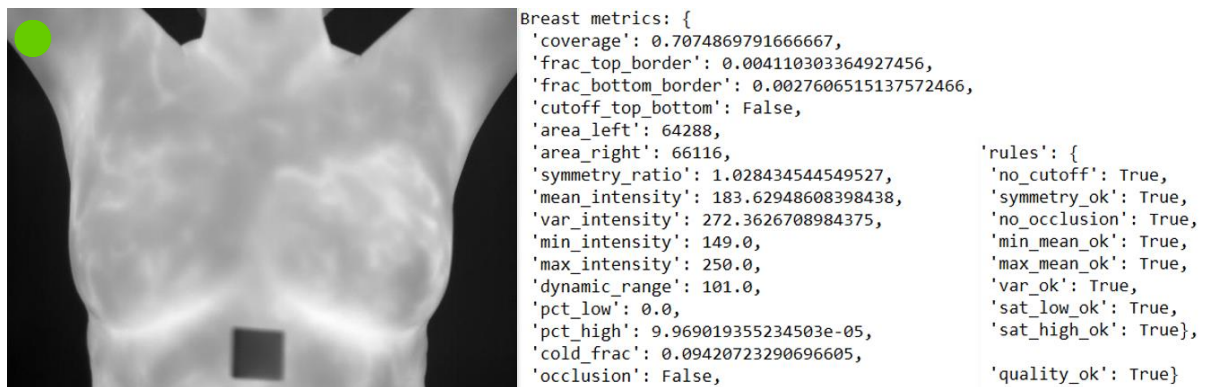 Breast metrics: {
'coverage': 0.7074869791666667,
'frac_top_border': 0.004110303364927456,
'frac_bottom_border': 0.0027606515137572466,
'cutoff_top_bottom': False,
'area_left': 64288,
'area_right': 66116,
'symmetry_ratio': 1.028434544549527,
'mean_intensity': 183.62948608398438,
'var_intensity': 272.3626708984375,
'min_intensity': 149.0,
'max_intensity': 250.0,
'dynamic_range': 101.0,
'pct_low': 0.0,
'pct_high': 9.969019355234503e-05,
'cold_frac': 0.09420723290696605,
'occlusion': False,
'rules': {
'no_cutoff': True,
'symmetry_ok': True,
'no_occlusion': True,
'min_mean_ok': True,
'max_mean_ok': True,
'var_ok': True,
'sat_low_ok': True,
'sat_high_ok': True},
'quality_ok': True}